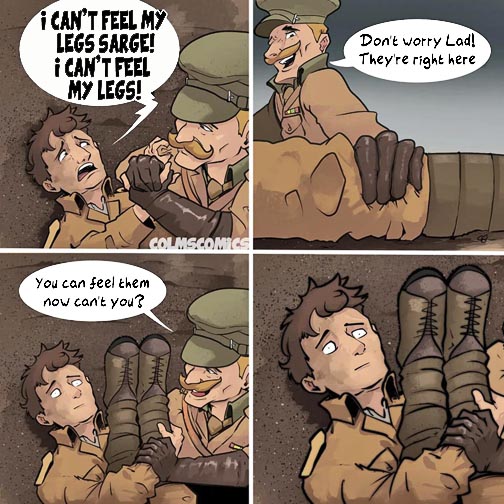 I CAN'T FEEL MY
LEGS SARGE!
I CAN'T FEEL
MY LEGS!
COLMSCOMICS
Don't worry Lad!
They're right here
You can feel them
now can't you?